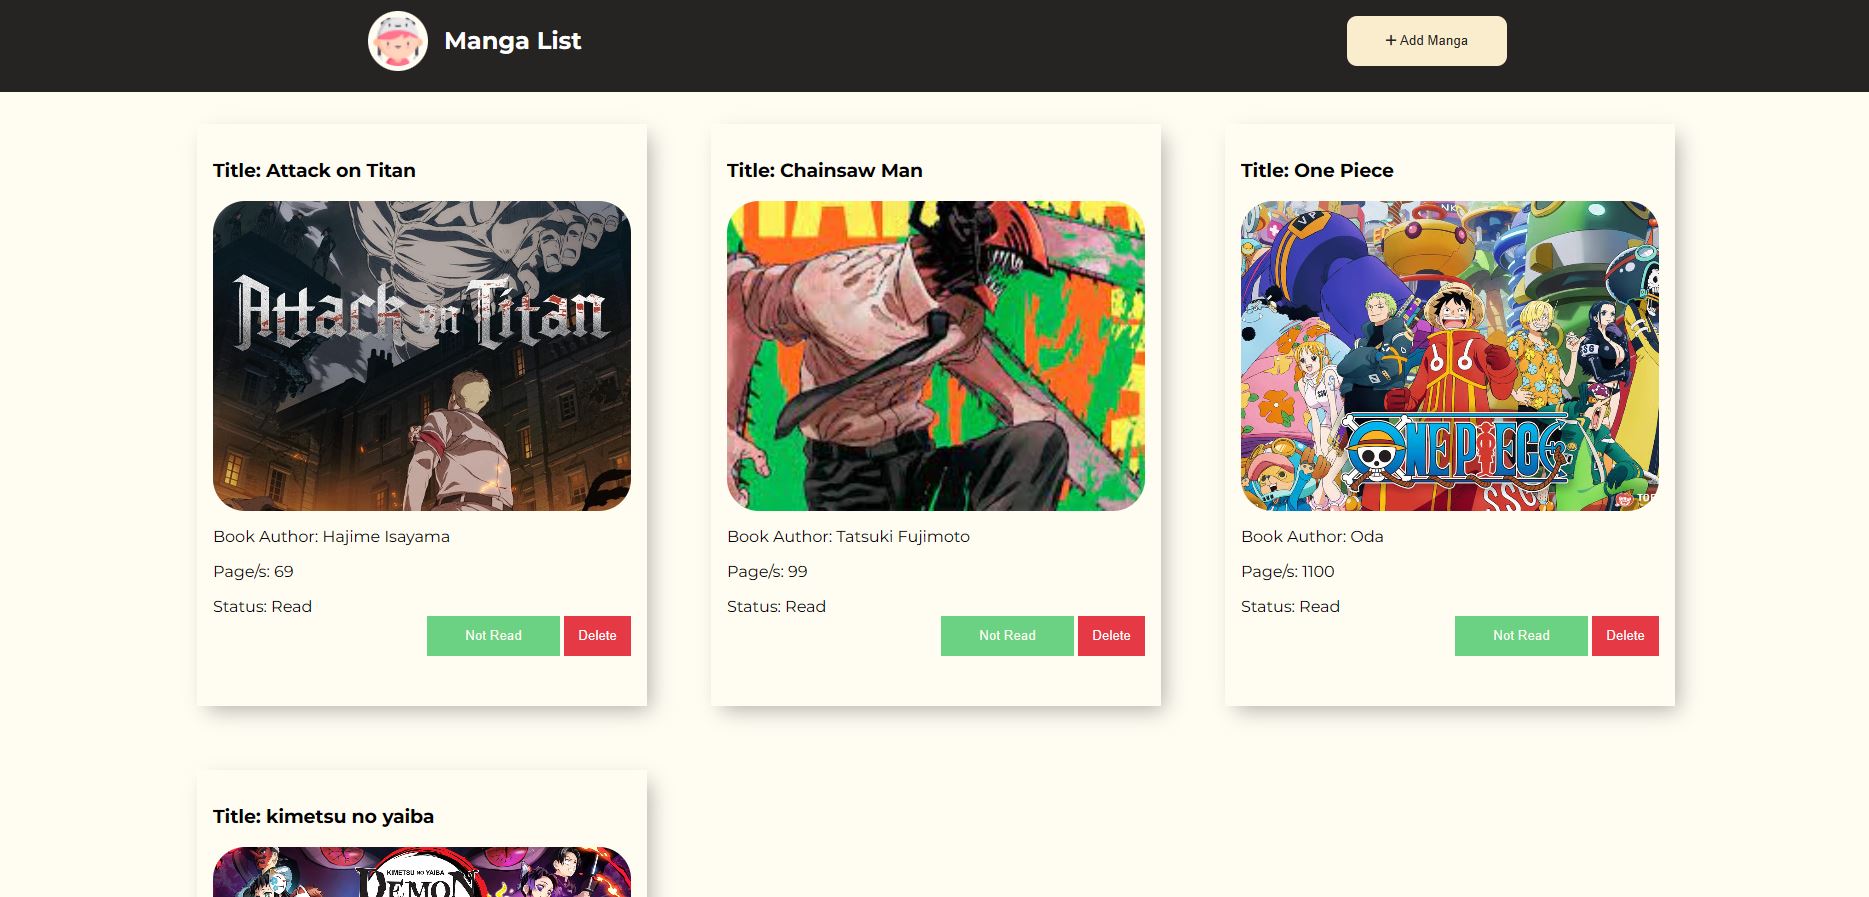 Manga List
+ Add Manga
Title: Attack on Titan
Attack on Titan
Book Author: Hajime Isayama
Page/s: 69
Status: Read
Not Read
Delete
Title: Chainsaw Man
Book Author: Tatsuki Fujimoto
Page/s: 99
Status: Read
Not Read
Delete
Title: One Piece
ONE PIECE
Book Author: Oda
Page/s: 1100
Status: Read
Not Read
Delete
Title: kimetsu no yaiba
KIMETSU NO YAIBA
DEMON